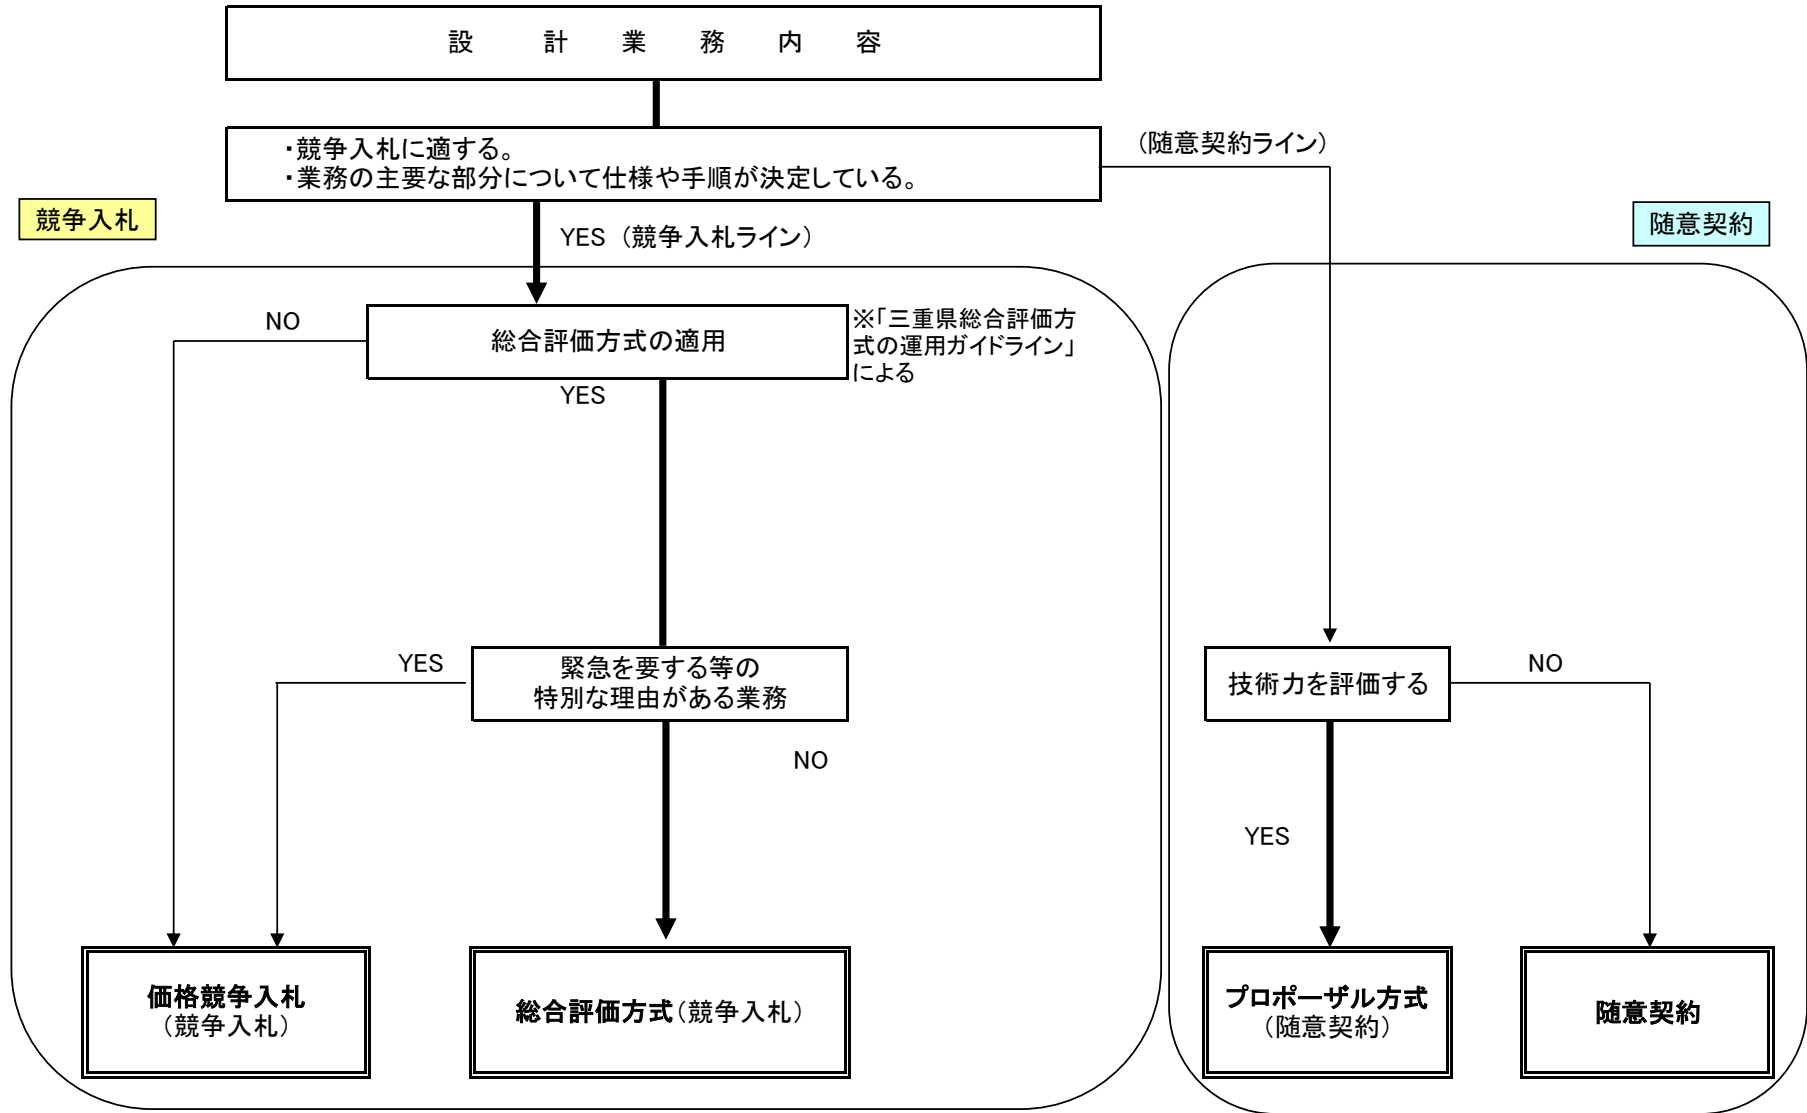 設 計 業 務 内 容
・競争入札に適する。
・業務の主要な部分について仕様や手順が決定している。
（随意契約ライン）
競争入札
随意契約
YES （競争入札ライン）
NO
総合評価方式の適用
※「三重県総合評価方
式の運用ガイドライン」
による
YES
YES
緊急を要する等の
特別な理由がある業務
NO
技術力を評価する
NO
YES
価格競争入札
（競争入札）
総合評価方式（競争入札）
プロポーザル方式
（随意契約）
随意契約